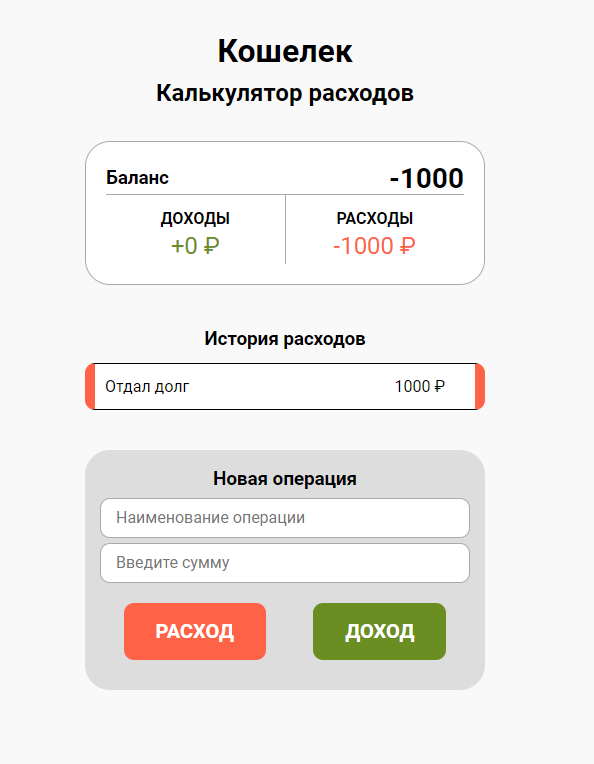 Кошелек
Калькулятор расходов
Баланс -1000
ДОХОДЫ РАСХОДЫ
+0 ₽ -1000 ₽
История расходов
Отдал долг 1000 ₽
Новая операция
Наименование операции
Введите сумму
РАСХОД ДОХОД